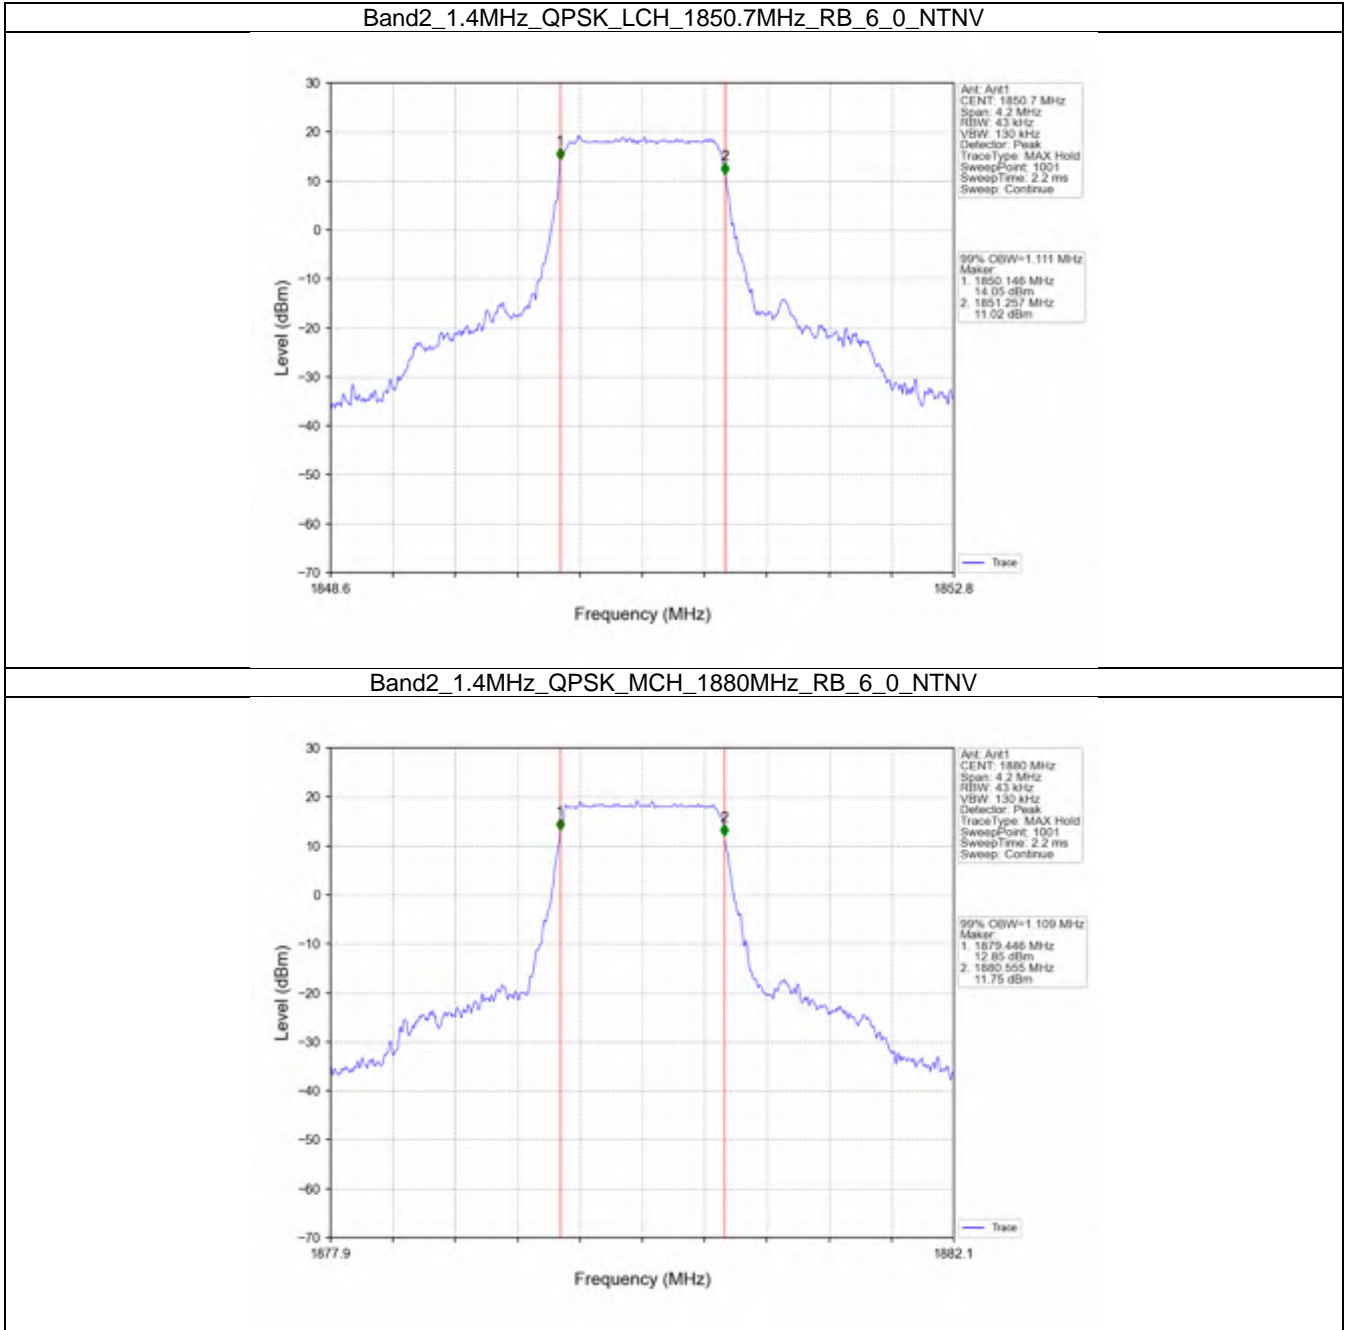 Band2_1.4MHz_QPSK_LCH_1850.7MHz_RB_6_0_NTNV
30
20
10
0
−10
−20
−30
−40
−50
−60
−70
Level (dBm)
1
2
1848.6
1852.8
Frequency (MHz)
Ant: Ant1
CENT: 1850.7 MHz
Span: 4.2 MHz
RBW: 43 kHz
VBW: 130 kHz
Detector: Peak
TraceType: MAX Hold
SweepPoint: 1001
SweepTime: 2.2 ms
Sweep: Continue
99% OBW=1.111 MHz
Maker:
1. 1850.146 MHz
14.05 dBm
2. 1851.257 MHz
11.02 dBm
Trace
Band2_1.4MHz_QPSK_MCH_1880MHz_RB_6_0_NTNV
30
20
10
0
−10
−20
−30
−40
−50
−60
−70
Level (dBm)
1
2
1877.9
1882.1
Frequency (MHz)
Ant: Ant1
CENT: 1880 MHz
Span: 4.2 MHz
RBW: 43 kHz
VBW: 130 kHz
Detector: Peak
TraceType: MAX Hold
SweepPoint: 1001
SweepTime: 2.2 ms
Sweep: Continue
99% OBW=1.109 MHz
Maker:
1. 1879.446 MHz
12.85 dBm
2. 1880.555 MHz
11.75 dBm
Trace